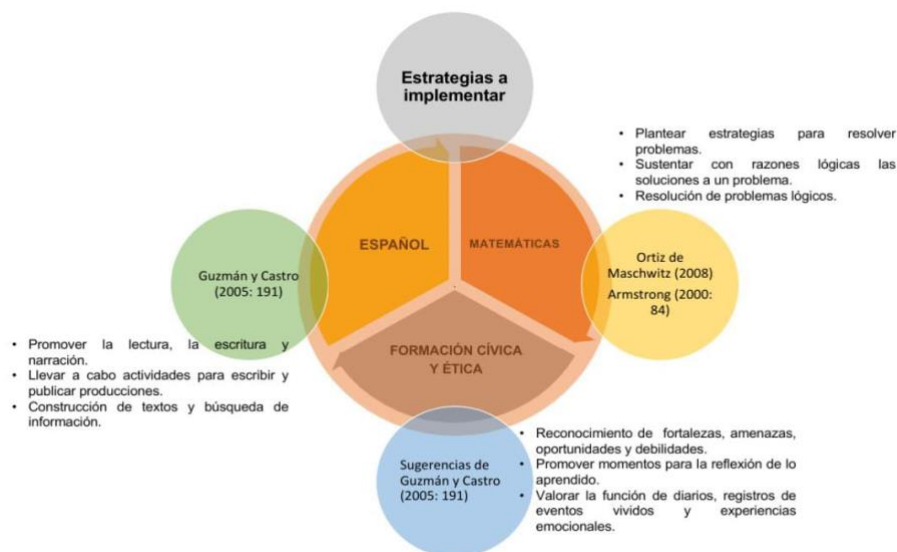 Estrategias a
implementar
• Plantear estrategias para resolver
problemas.
• Sustentar con razones lógicas las
soluciones a un problema.
• Resolución de problemas lógicos.
ESPAÑOL
MATEMÁTICAS
Guzmán y Castro
(2005: 191)
Ortiz de
Maschwitz (2008)
Armstrong (2000:
84)
• Promover la lectura, la escritura y
narración.
• Llevar a cabo actividades para escribir y
publicar producciones.
• Construcción de textos y búsqueda de
información.
FORMACIÓN CÍVICA
Y ÉTICA
Sugerencias de
Guzmán y Castro
(2005: 191)
• Reconocimiento de fortalezas, amenazas,
oportunidades y debilidades.
• Promover momentos para la reflexión de lo
aprendido.
• Valorar la función de diarios, registros de
eventos vividos y experiencias
emocionales.